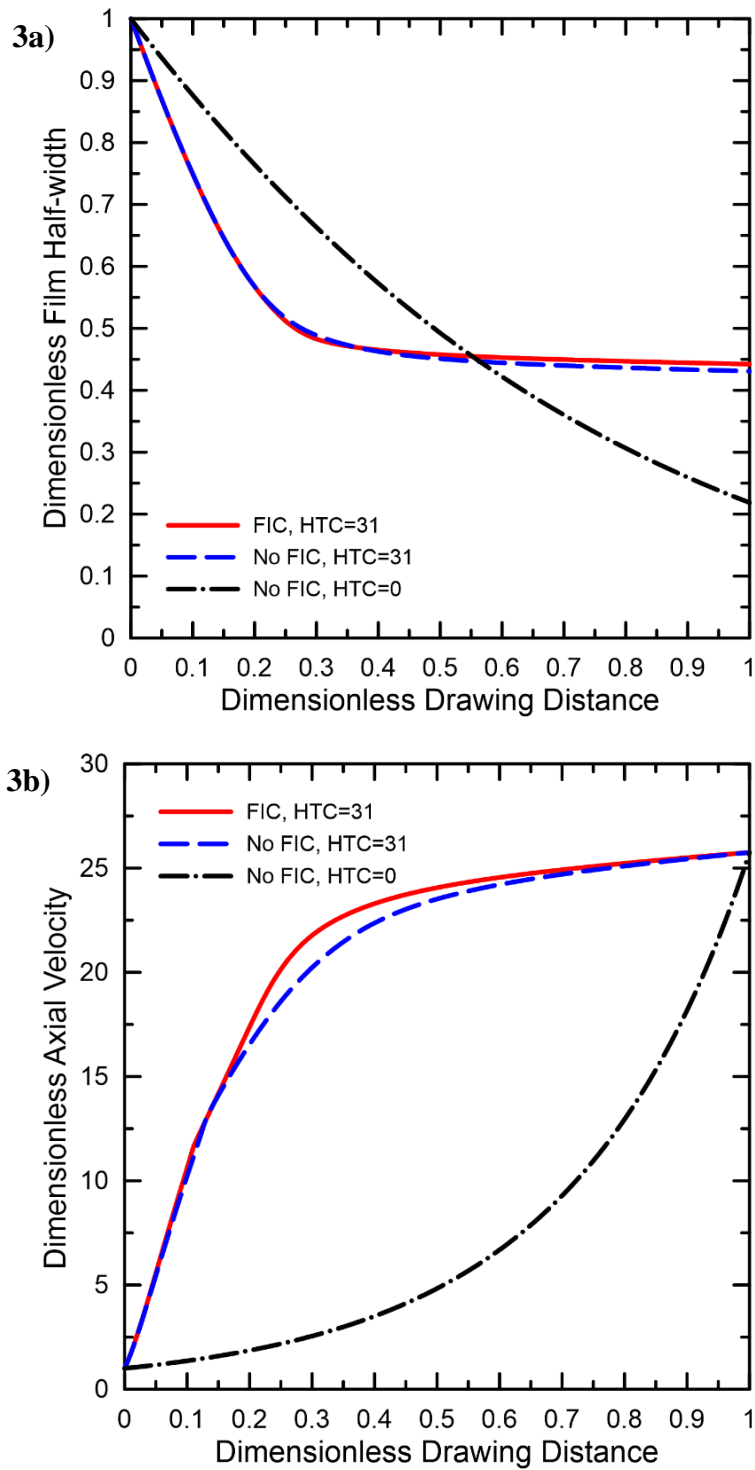 3a)
Dimensionless Film Half-width
1
0.9
0.8
0.7
0.6
0.5
0.4
0.3
0.2
0.1
0
FIC, HTC=31
No FIC, HTC=31
No FIC, HTC=0
0 0.1 0.2 0.3 0.4 0.5 0.6 0.7 0.8 0.9 1
Dimensionless Drawing Distance
3b)
Dimensionless Axial Velocity
30
25
20
15
10
5
0
FIC, HTC=31
No FIC, HTC=31
No FIC, HTC=0
0 0.1 0.2 0.3 0.4 0.5 0.6 0.7 0.8 0.9 1
Dimensionless Drawing Distance